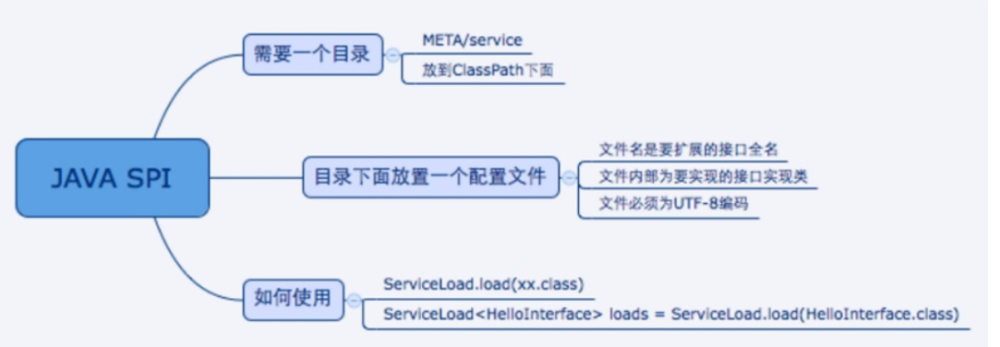 JAVA SPI
需要一个目录
META/service
放到ClassPath下面
目录下面放置一个配置文件
文件名是要扩展的接口全名
文件内部为要实现的接口实现类
文件必须为UTF-8编码
如何使用
ServiceLoad.load(xx.class)
ServiceLoad<HelloInterface> loads = ServiceLoad.load(HelloInterface.class)